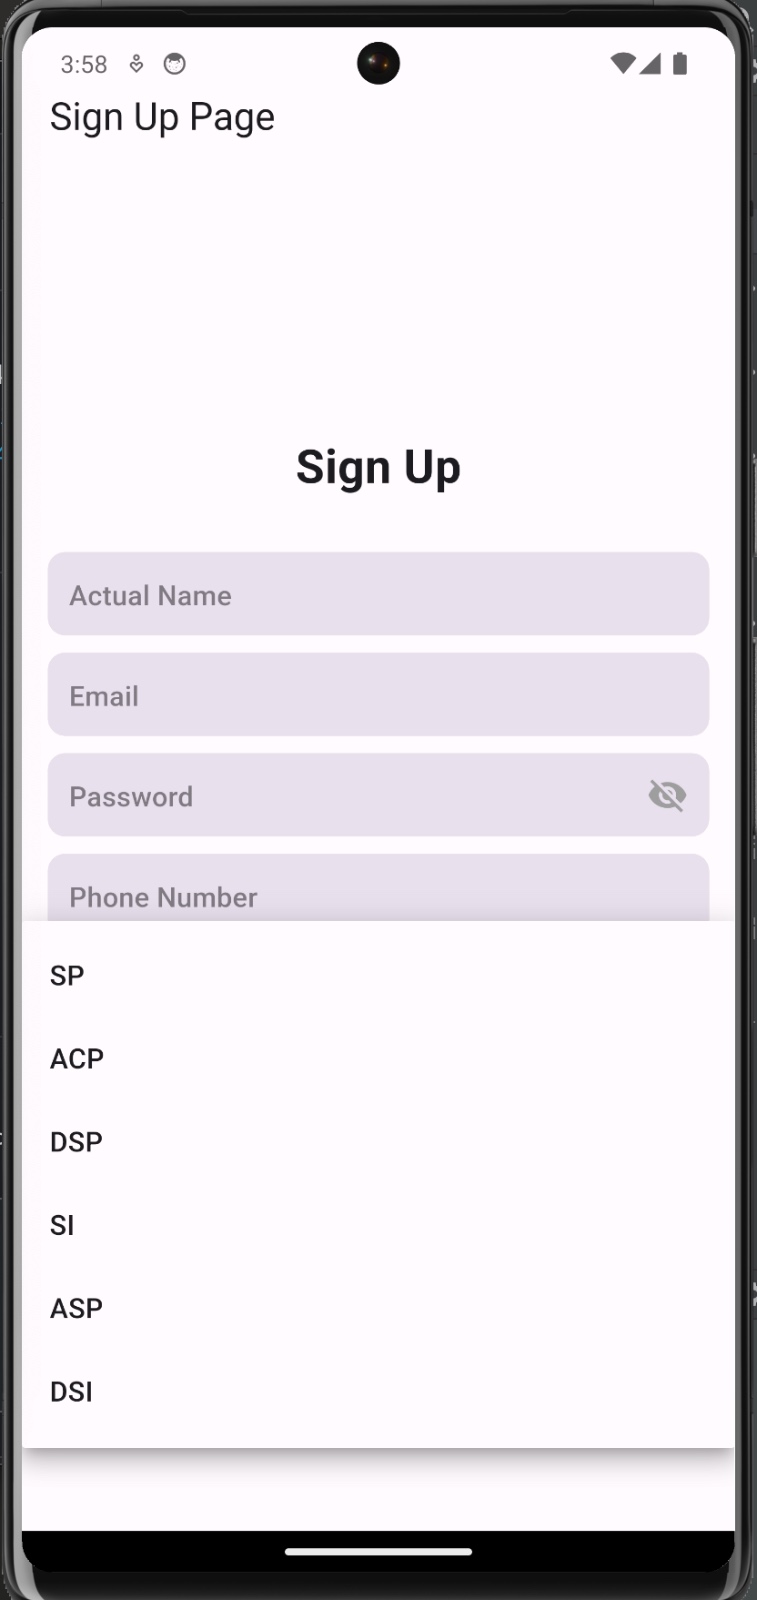 3:58
Sign Up Page
Sign Up
Actual Name
Email
Password
Phone Number
SP
ACP
DSP
SI
ASP
DSI